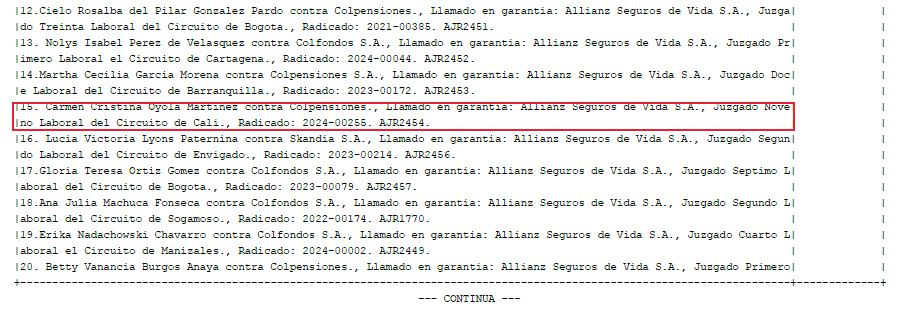 |12.Cielo Rosalba del Pilar Gonzalez Pardo contra Colpensiones., Llamado en garantia: Allianz Seguros de Vida S.A., Juzga| |
|do Treinta Laboral del Circuito de Bogota., Radicado: 2021-00385. AJR2451. | |
|13. Nolys Isabel Perez de Velasquez contra Colfondos S.A., Llamado en garantia: Allianz Seguros de Vida S.A., Juzgado Pr| |
|imero Laboral el Circuito de Cartagena., Radicado: 2024-00044. AJR2452. | |
|14.Martha Cecilia Garcia Morena contra Colpensiones S.A., Llamado en garantia: Allianz Seguros de Vida S.A., Juzgado Doc| |
|e Laboral del Circuito de Barranquilla., Radicado: 2023-00172. AJR2453. | |
|15. Carmen Cristina Oyola Martinez contra Colpensiones., Llamado en garantia: Allianz Seguros de Vida S.A., Juzgado Nove| |
|no Laboral del Circuito de Cali., Radicado: 2024-00255. AJR2454. | |
|16. Lucia Victoria Lyons Paternina contra Skandia S.A., Llamado en garantia: Allianz Seguros de Vida S.A., Juzgado Segun| |
|do Laboral del Circuito de Envigado., Radicado: 2023-00214. AJR2456. | |
|17.Gloria Teresa Ortiz Gomez contra Colfondos S.A., Llamado en garantia: Allianz Seguros de Vida S.A., Juzgado Septimo L| |
|aboral del Circuito de Bogota., Radicado: 2023-00079. AJR2457. | |
|18.Ana Julia Machuca Fonseca contra Colfondos S.A., Llamado en garantia: Allianz Seguros de Vida S.A., Juzgado Segundo L| |
|aboral del Circuito de Sogamoso., Radicado: 2022-00174. AJR1770. | |
|19.Erika Nadachowski Chavarro contra Colfondos S.A., Llamado en garantia: Allianz Seguros de Vida S.A., Juzgado Cuarto L| |
|aboral el Circuito de Manizales., Radicado: 2024-00002. AJR2449. | |
|20. Betty Vanancia Burgos Anaya contra Colpensiones., Llamado en garantia: Allianz Seguros de Vida S.A., Juzgado Primero| |
--- CONTINUA ---